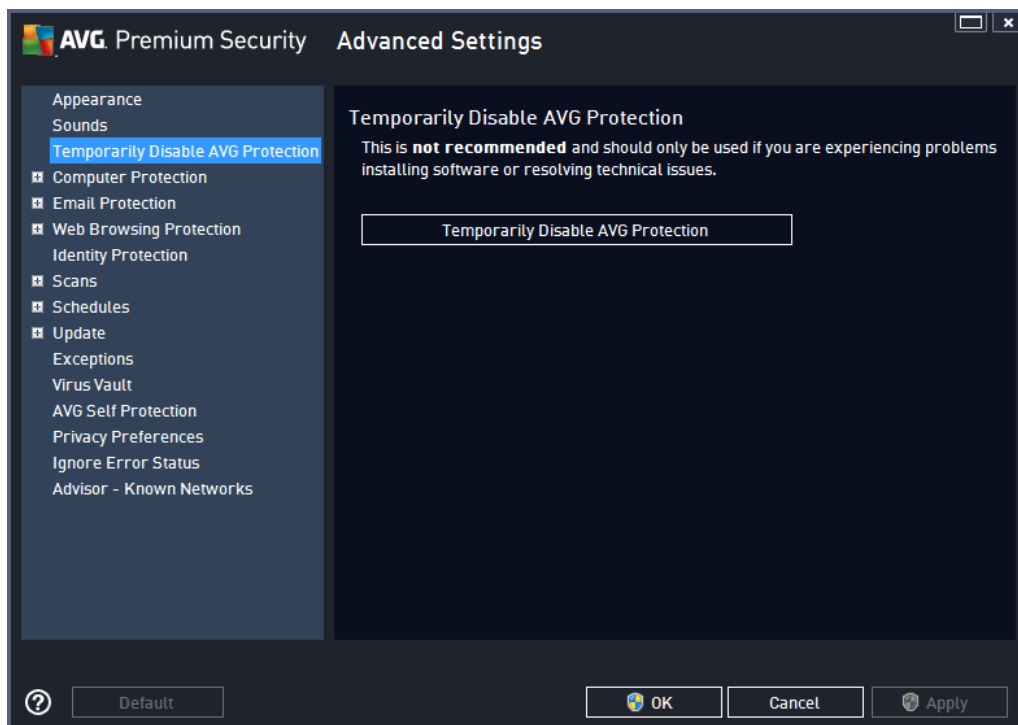 AVG. Premium Security
Advanced Settings
Appearance
Sounds
Temporarily Disable AVG Protection
Computer Protection
Email Protection
Web Browsing Protection
Identity Protection
Scans
Schedules
Update
Exceptions
Virus Vault
AVG Self Protection
Privacy Preferences
Ignore Error Status
Advisor - Known Networks
Temporarily Disable AVG Protection
This is not recommended and should only be used if you are experiencing problems
installing software or resolving technical issues.
Temporarily Disable AVG Protection
Default
OK
Cancel
Apply